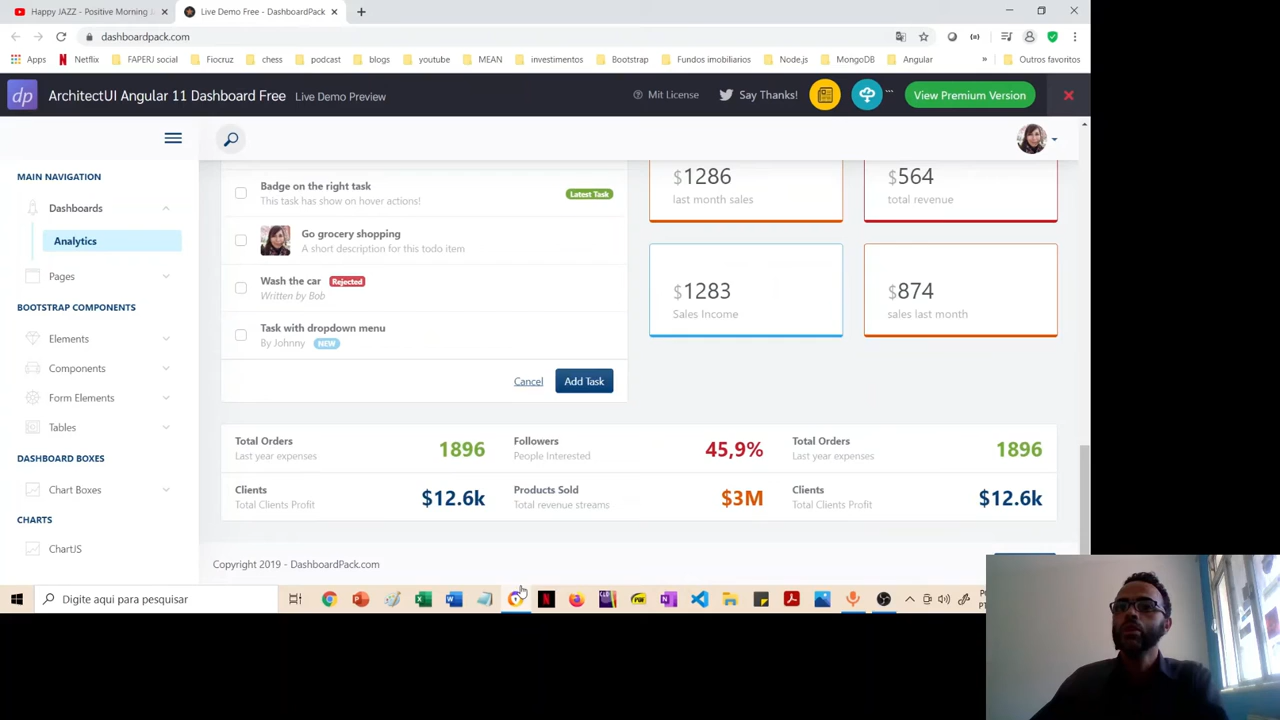 Happy JAZZ - Positive Morning J
Live Demo Free - DashboardPack
dashboardpack.com
Apps
Netflix
FAPERJ social
Fiocruz
chess
podcast
blogs
youtube
MEAN
investimentos
Bootstrap
Fundos imobiliarios
Node.js
MongoDB
Angular
»
Outros favoritos
dp
ArchitectUI Angular 11 Dashboard Free
Live Demo Preview
Mit License
Say Thanks!
View Premium Version
MAIN NAVIGATION
Dashboards
Analytics
Pages
BOOTSTRAP COMPONENTS
Elements
Components
Form Elements
Tables
DASHBOARD BOXES
Chart Boxes
CHARTS
ChartJS
Badge on the right task
This task has show on hover actions!
Latest Task
Go grocery shopping
A short description for this todo item
Wash the car Rejected
Written by Bob
Task with dropdown menu
By Johnny NEW
Cancel
Add Task
$1286
last month sales
$564
total revenue
$1283
Sales Income
$874
sales last month
Total Orders
Last year expenses
1896
Followers
People Interested
45,9%
Total Orders
Last year expenses
1896
Clients
Total Clients Profit
$12.6k
Products Sold
Total revenue streams
$3M
Clients
Total Clients Profit
$12.6k
Copyright 2019 - DashboardPack.com
Digite aqui para pesquisar